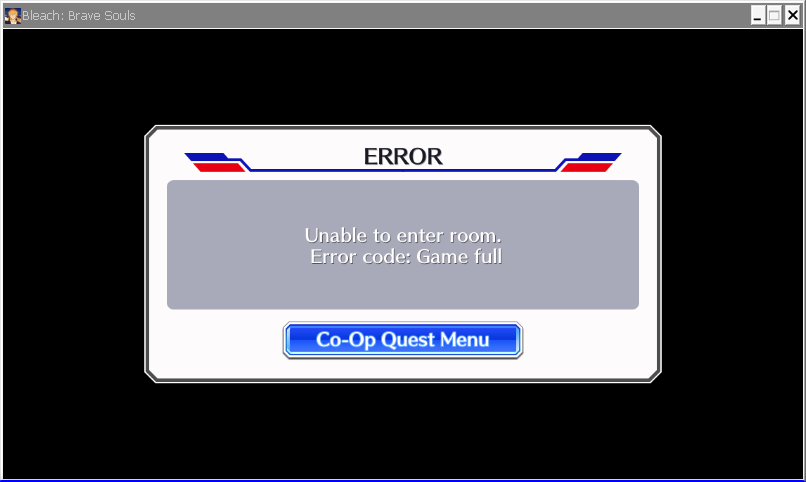 Bleach: Brave Souls
ERROR
Unable to enter room.
Error code: Game full
Co-Op Quest Menu